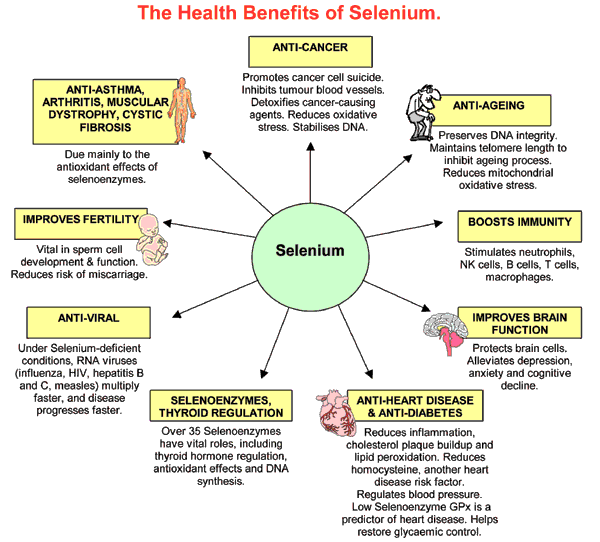 The Health Benefits of Selenium.
ANTI-CANCER
Promotes cancer cell suicide.
Inhibits tumour blood vessels.
Detoxifies cancer-causing
agents. Reduces oxidative
stress. Stabilises DNA.
ANTI-ASTHMA,
ARTHRITIS, MUSCULAR
DYSTROPHY, CYSTIC
FIBROSIS
Due mainly to the
antioxidant effects of
selenoenzymes.
ANTI-AGEING
Preserves DNA integrity.
Maintains telomere length to
inhibit ageing process.
Reduces mitochondrial
oxidative stress.
IMPROVES FERTILITY
Vital in sperm cell
development & function.
Reduces risk of miscarriage.
Selenium
BOOSTS IMMUNITY
Stimulates neutrophils,
NK cells, B cells, T cells,
macrophages.
ANTI-VIRAL
Under Selenium-deficient
conditions, RNA viruses
(influenza, HIV, hepatitis B
and C, measles) multiply
faster, and disease
progresses faster.
IMPROVES BRAIN
FUNCTION
Protects brain cells.
Alleviates depression,
anxiety and cognitive
decline.
SELENOENZYMES,
THYROID REGULATION
Over 35 Selenoenzymes
have vital roles, including
thyroid hormone regulation,
antioxidant effects and DNA
synthesis.
ANTI-HEART DISEASE
& ANTI-DIABETES
Reduces inflammation,
cholesterol plaque buildup and
lipid peroxidation. Reduces
homocysteine, another heart
disease risk factor.
Regulates blood pressure.
Low Selenoenzyme GPx is a
predictor of heart disease. Helps
restore glycaemic control.